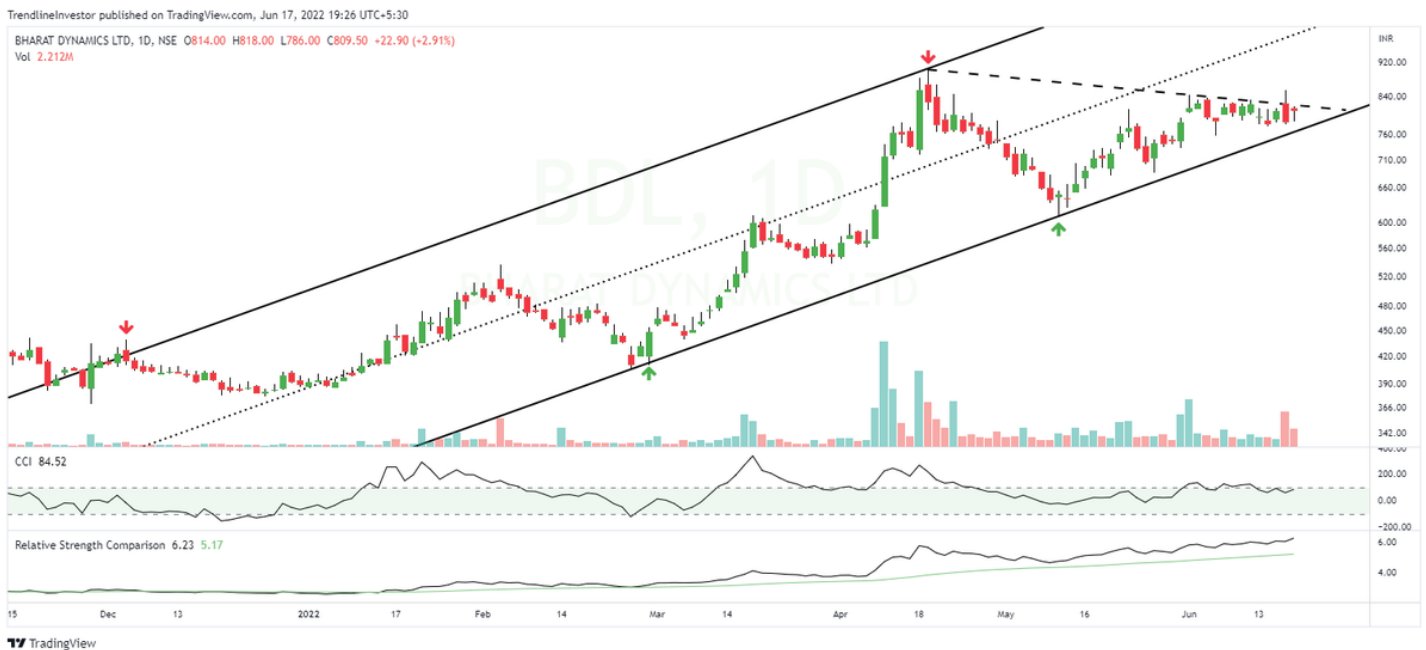 TrendlineInvestor published on TradingView.com, Jun 17, 2022 19:26 UTC+5:30
BHARAT DYNAMICS LTD, 1D, NSE O814.00 H818.00 L786.00 C809.50 +22.90 (+2.91%)
Vol 2.212M
INR
920.00
840.00
760.00
710.00
660.00
600.00
560.00
520.00
480.00
450.00
420.00
390.00
366.00
342.00
BDL, 1D
BHARAT DYNAMICS LTD
CCI 84.52
400.00
200.00
0.00
-200.00
Relative Strength Comparison 6.23 5.17
6.00
4.00
15 Dec 13 2022 17 Feb 14 Mar 14 Apr 18 May 16 Jun 13
TradingView